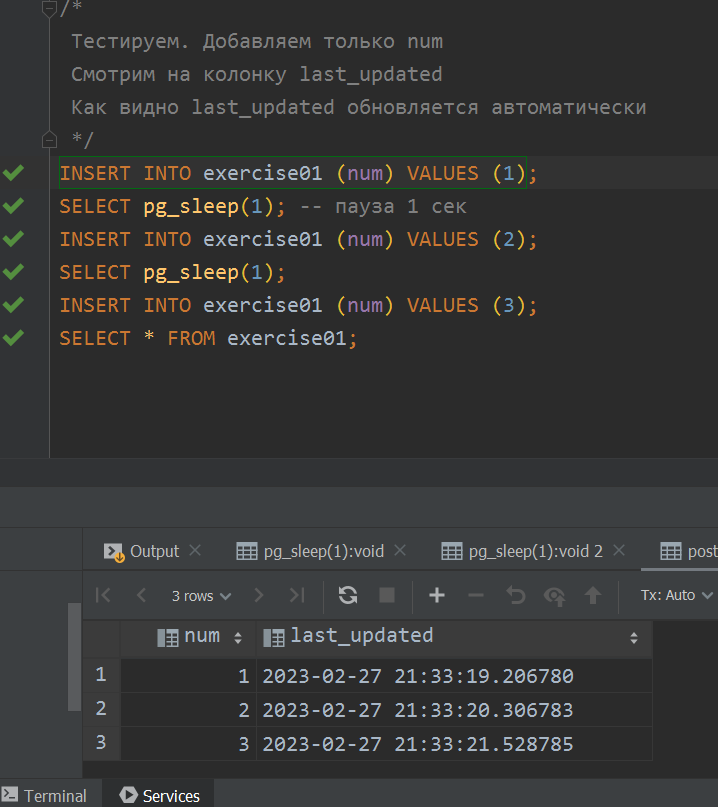 /*
Тестируем. Добавляем только num
Смотрим на колонку last_updated
Как видно last_updated обновляется автоматически
*/
INSERT INTO exercise01 (num) VALUES (1);
SELECT pg_sleep(1); -- пауза 1 сек
INSERT INTO exercise01 (num) VALUES (2);
SELECT pg_sleep(1);
INSERT INTO exercise01 (num) VALUES (3);
SELECT * FROM exercise01;
Output pg_sleep(1):void pg_sleep(1):void 2 post
3 rows Tx: Auto
num last_updated
1 1 2023-02-27 21:33:19.206780
2 2 2023-02-27 21:33:20.306783
3 3 2023-02-27 21:33:21.528785
Terminal Services